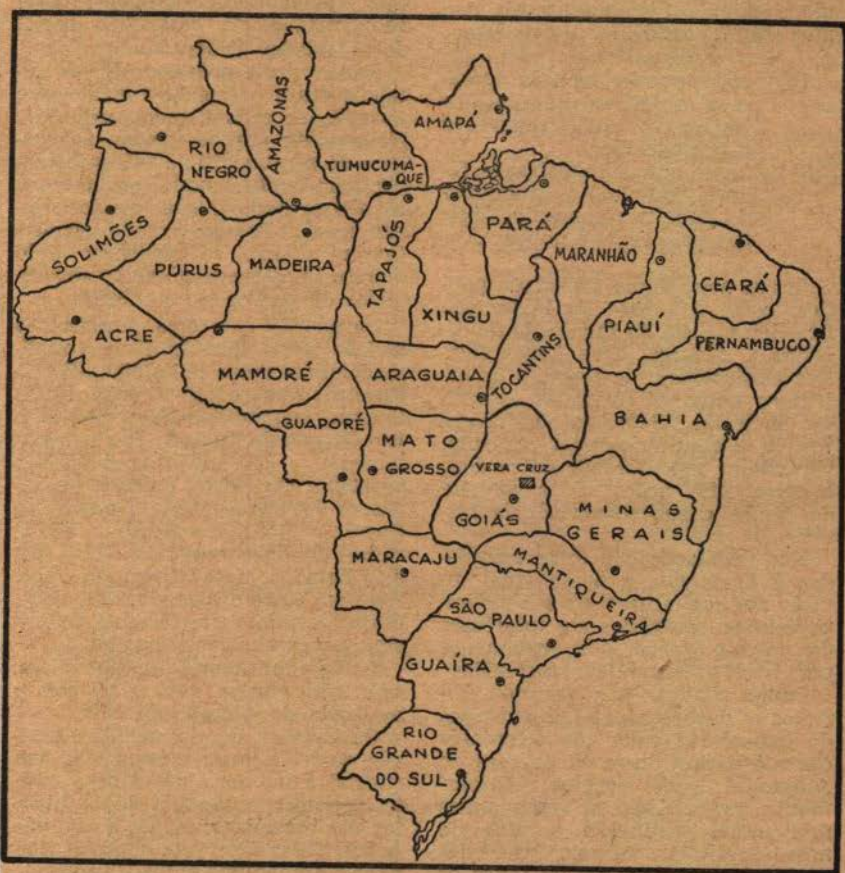 AMAZONAS
AMAPÁ
RIO
NEGRO
TUMUCUMA-
QUE
SOLIMÕES
PURUS
MADEIRA
TAPAJÓS
XINGU
PARÁ
MARANHÃO
CEARÁ
PIAUÍ
PERNAMBUCO
ACRE
MAMORÉ
ARAGUAIA
TOCANTINS
GUAPORÉ
MATO
GROSSO
VERA CRUZ
GOIÁS
BAHIA
MINAS
GERAIS
MARACAJU
MANTIQUEIRA
SÃO
PAULO
GUAÍRA
RIO
GRANDE
DO SUL